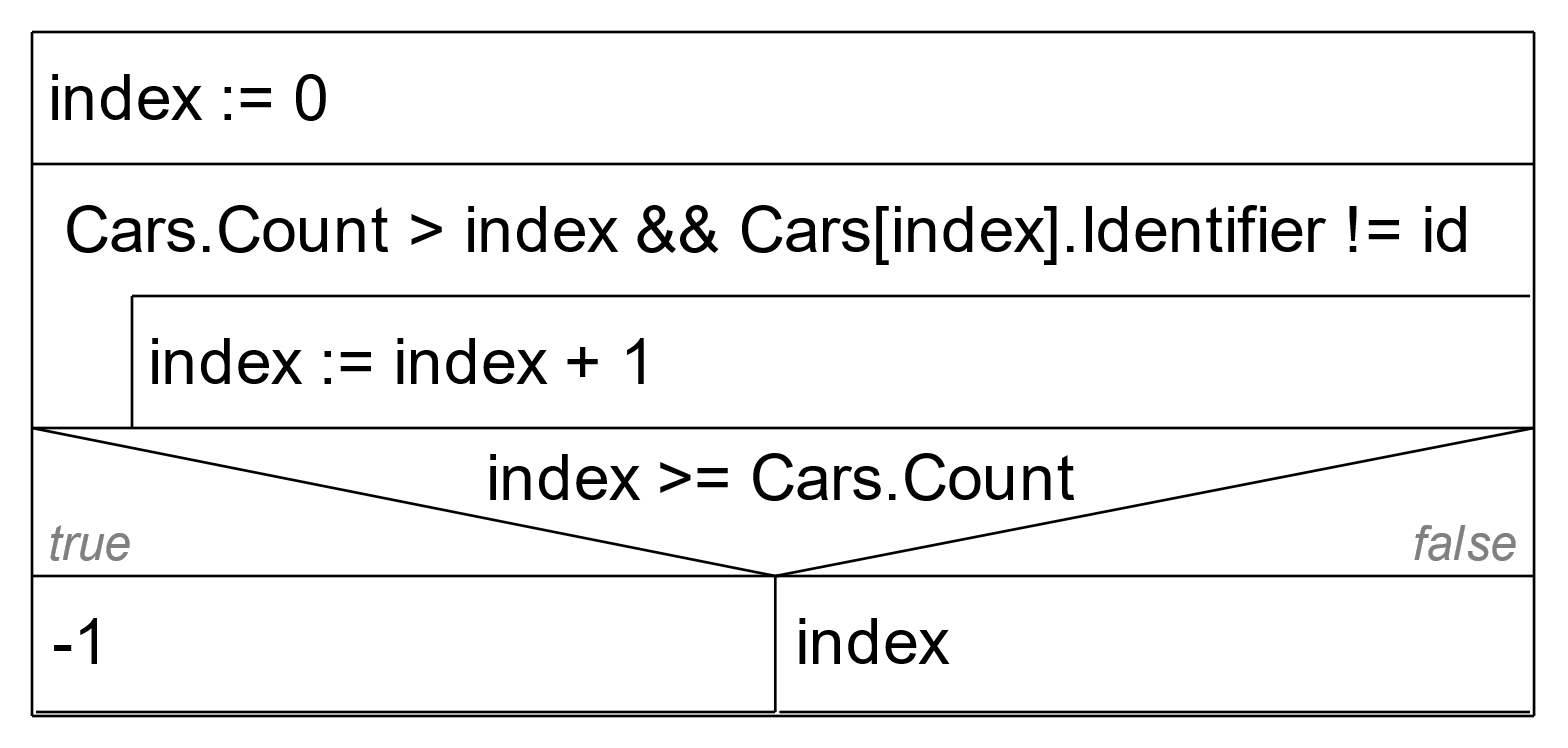 index := 0
Cars.Count > index && Cars[index].Identifier != id
index := index + 1
index >= Cars.Count
true
false
-1
index